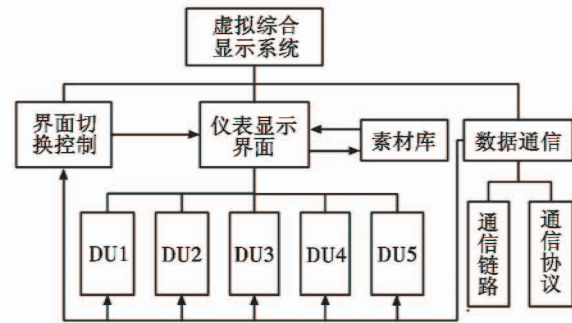 虚拟综合
显示系统
界面切
换控制
仪表显示
界面
素材库
数据通信
DU1
DU2
DU3
DU4
DU5
通信链路
通信协议